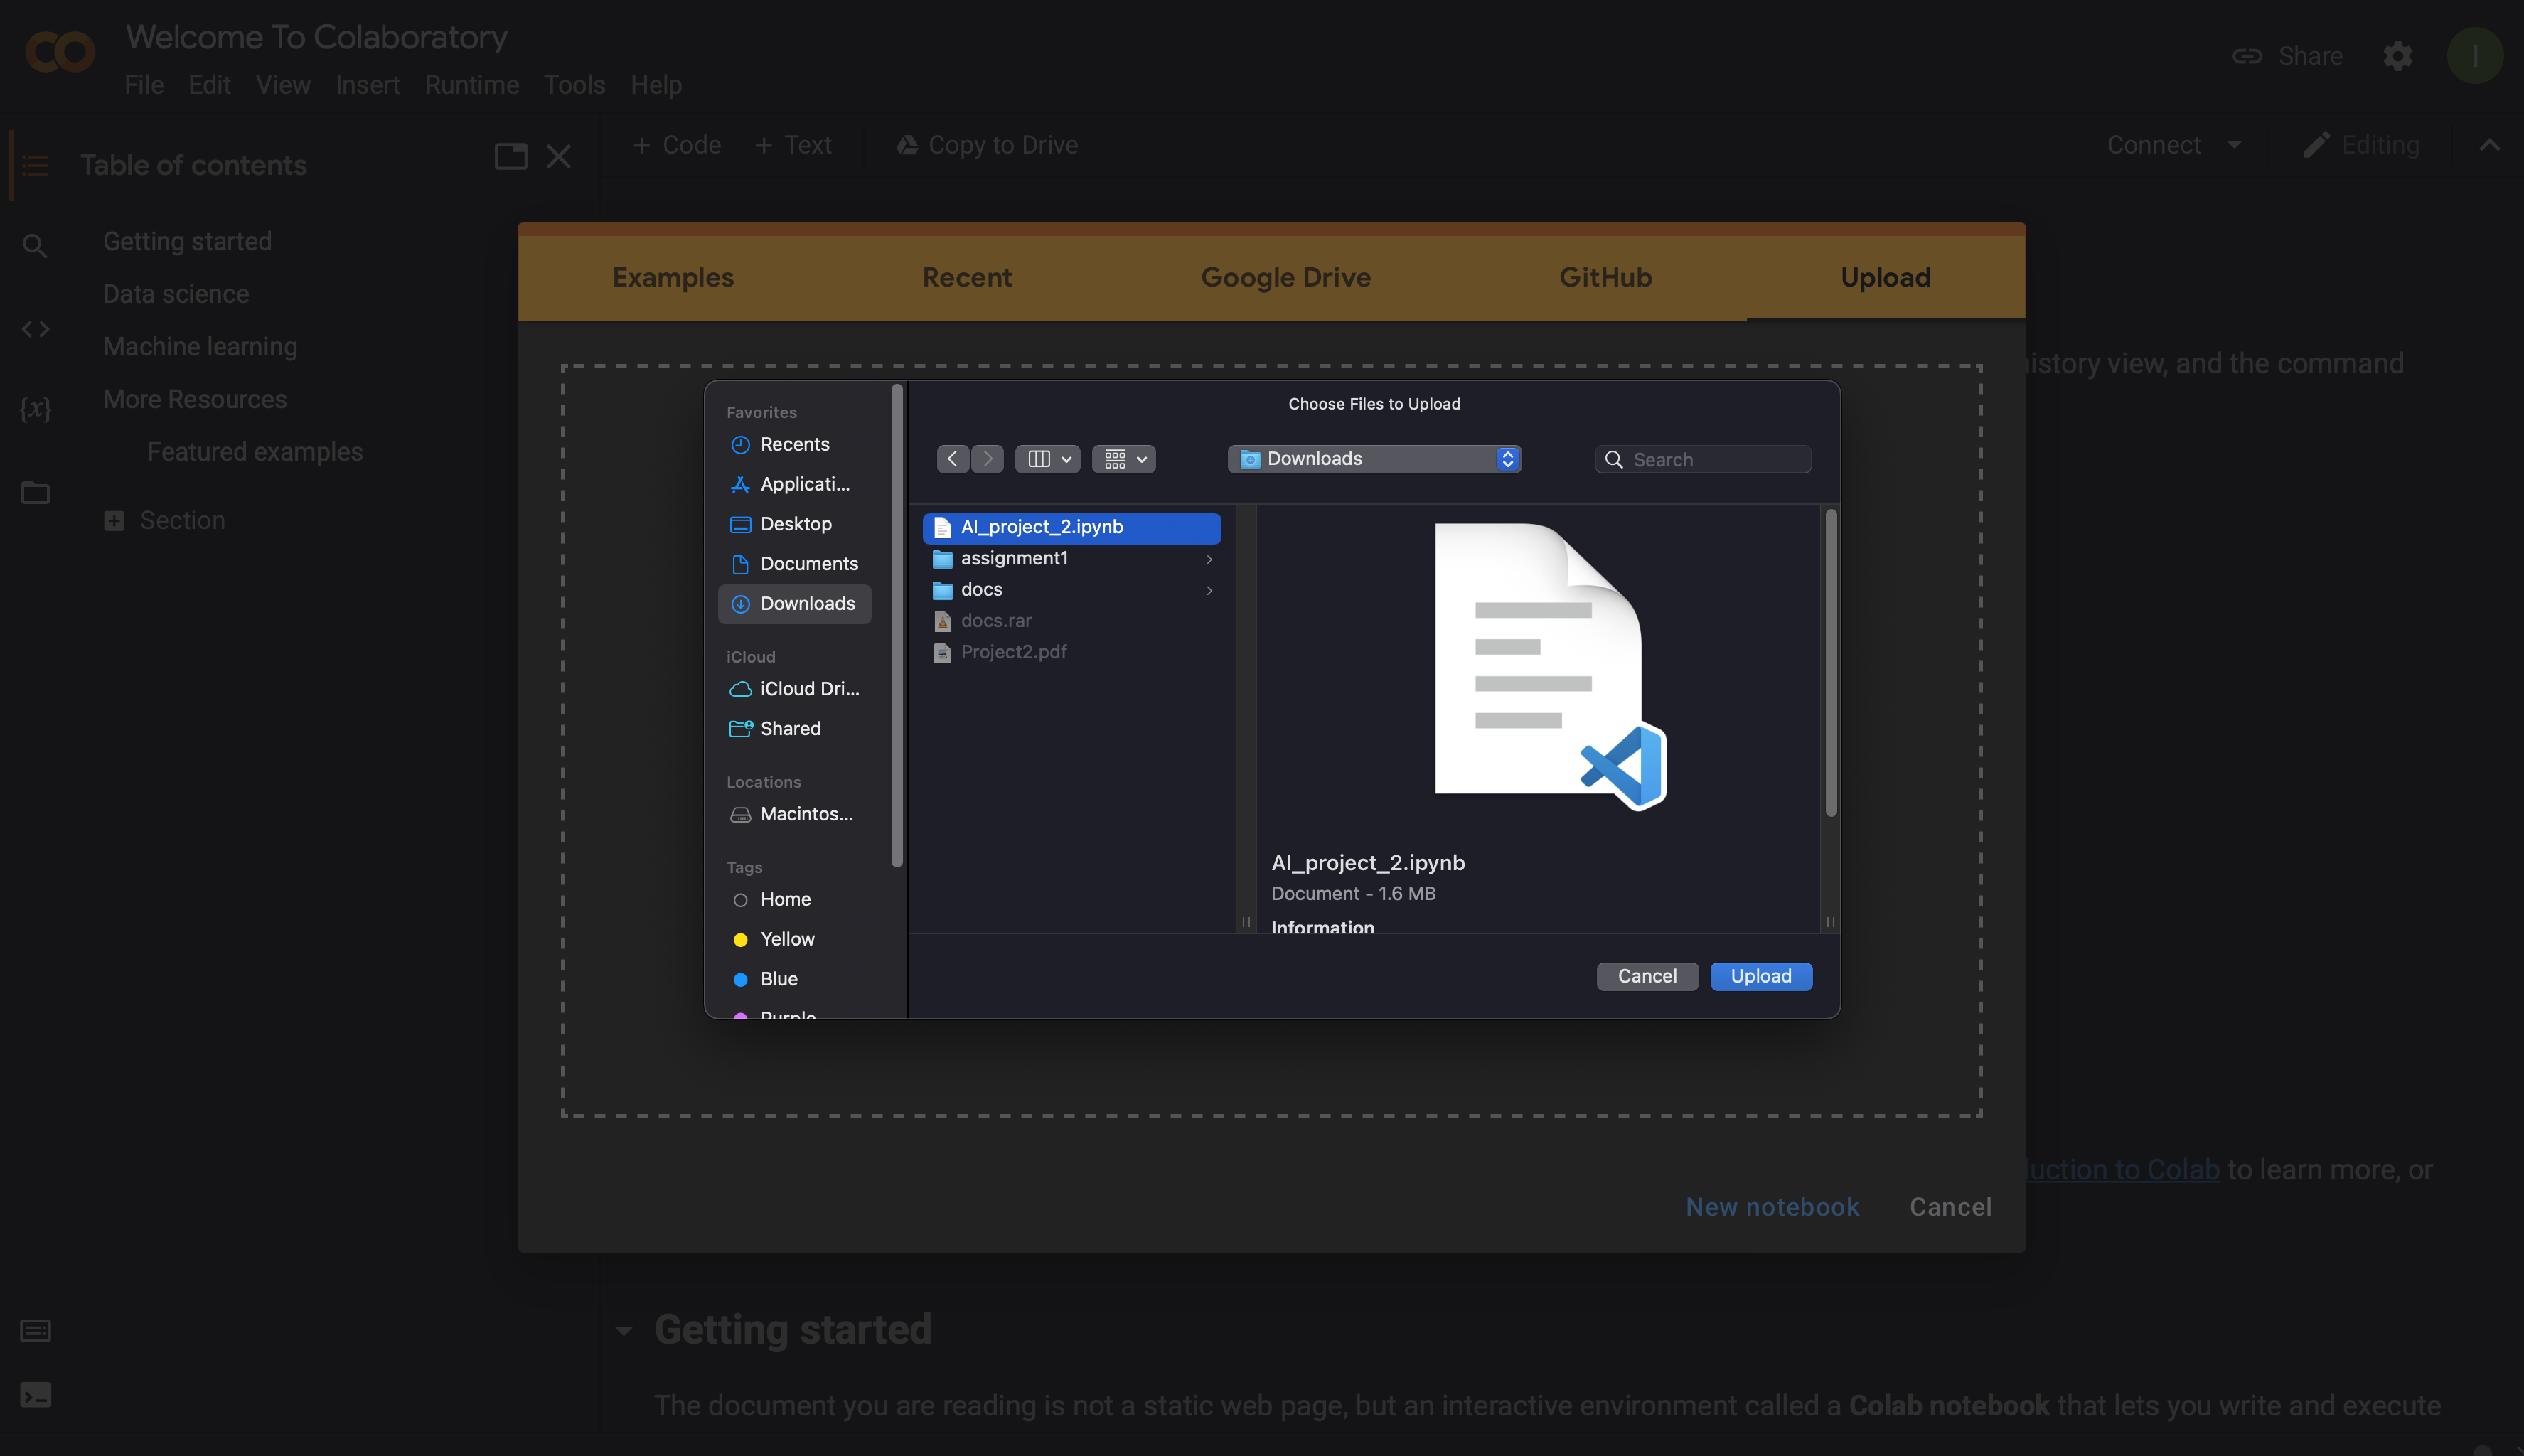 Welcome To Colaboratory
File Edit View Insert Runtime Tools Help
Share
I
Table of contents
+ Code + Text Copy to Drive
Connect
Editing
Getting started
Data science
Machine learning
More Resources
Featured examples
Section
{x}
Examples Recent Google Drive GitHub Upload
history view, and the command
Choose Files to Upload
Favorites
Recents
Applicati...
Desktop
Documents
Downloads
iCloud
iCloud Dri...
Shared
Locations
Macintos...
Tags
Home
Yellow
Blue
Purple
Downloads
Search
AI_project_2.ipynb
assignment1
docs
docs.rar
Project2.pdf
AI_project_2.ipynb
Document - 1.6 MB
Information
Cancel Upload
uction to Colab to learn more, or
New notebook Cancel
Getting started
The document you are reading is not a static web page, but an interactive environment called a Colab notebook that lets you write and execute